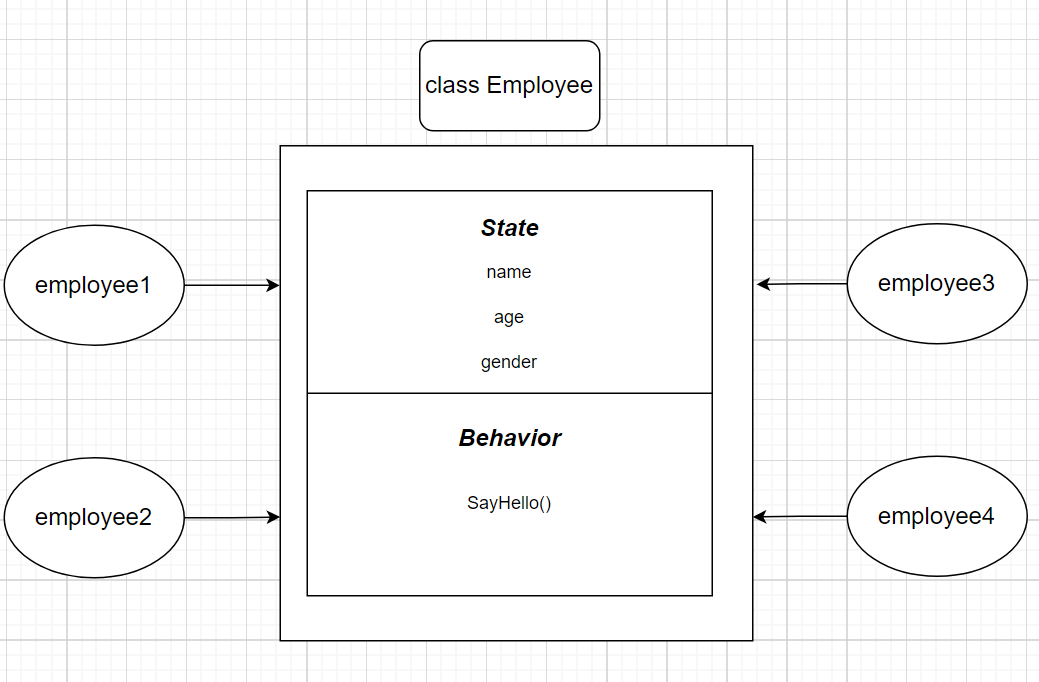 class Employee
State
name
age
gender
Behavior
SayHello()
employee1
employee2
employee3
employee4